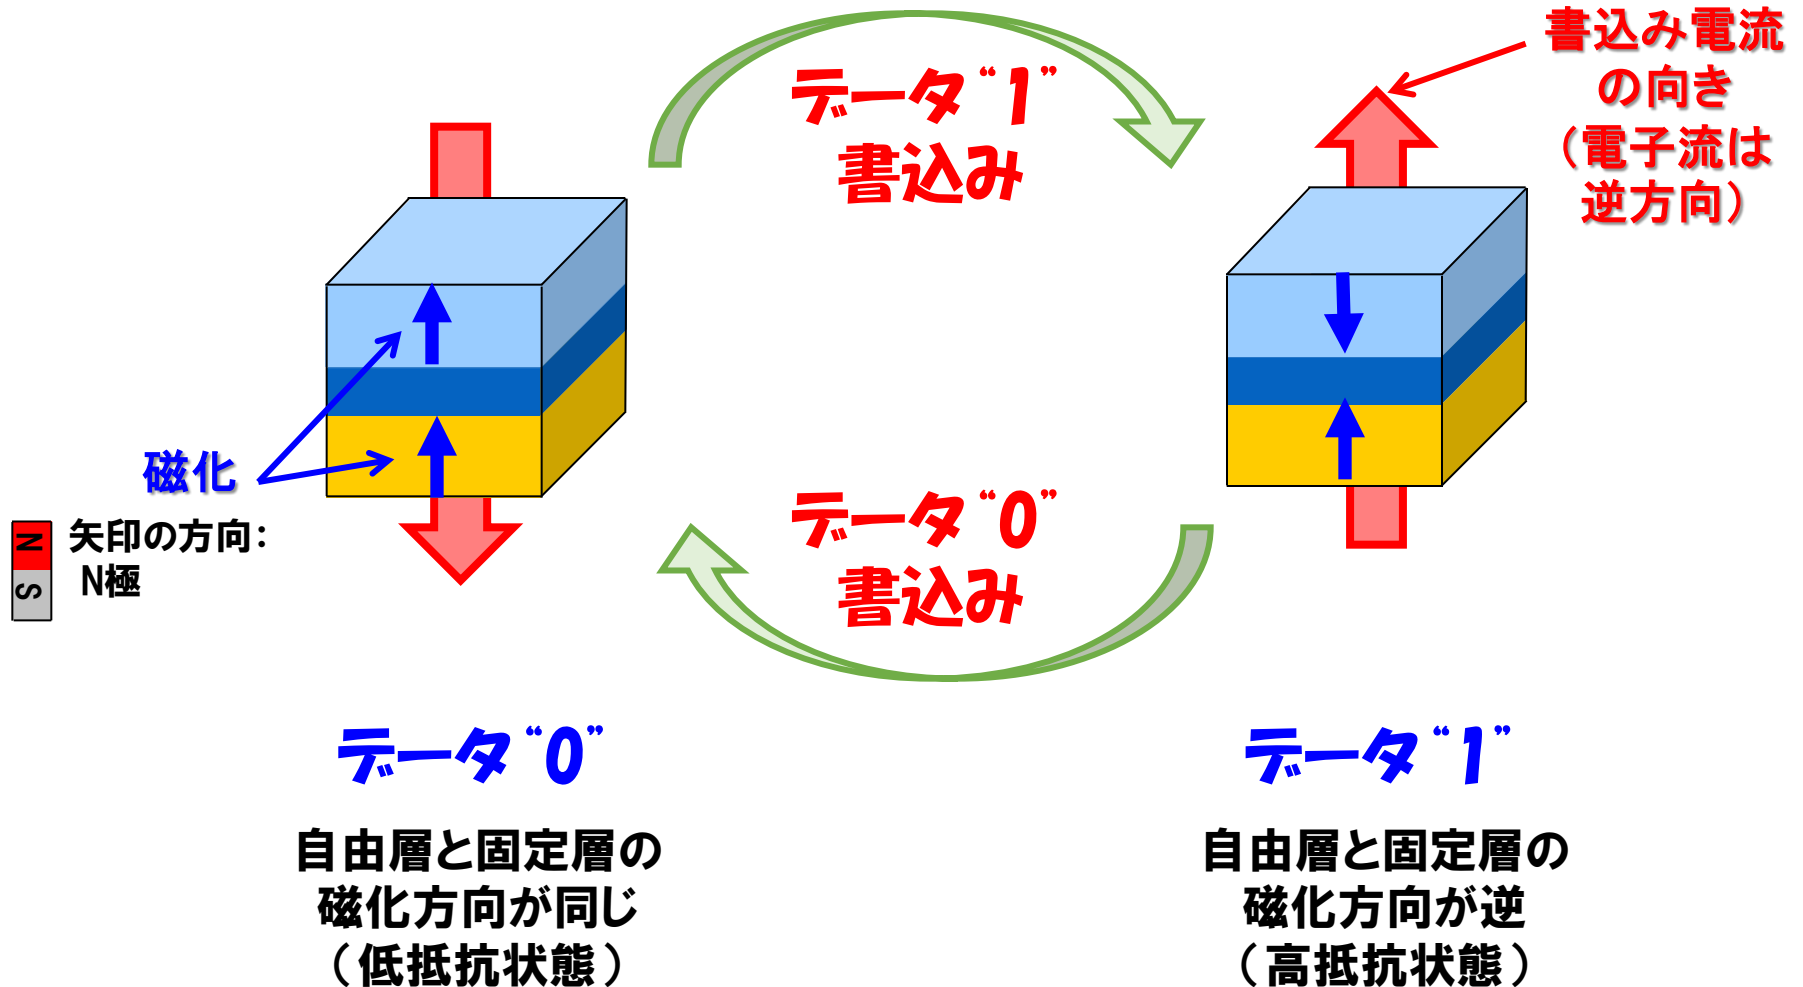 書込み電流
の向き
（電子流は
逆方向）
データ“1”
書込み
磁化
N
S
矢印の方向：
N極
データ“0”
書込み
データ“0”
自由層と固定層の
磁化方向が同じ
（低抵抗状態）
データ“1”
自由層と固定層の
磁化方向が逆
（高抵抗状態）